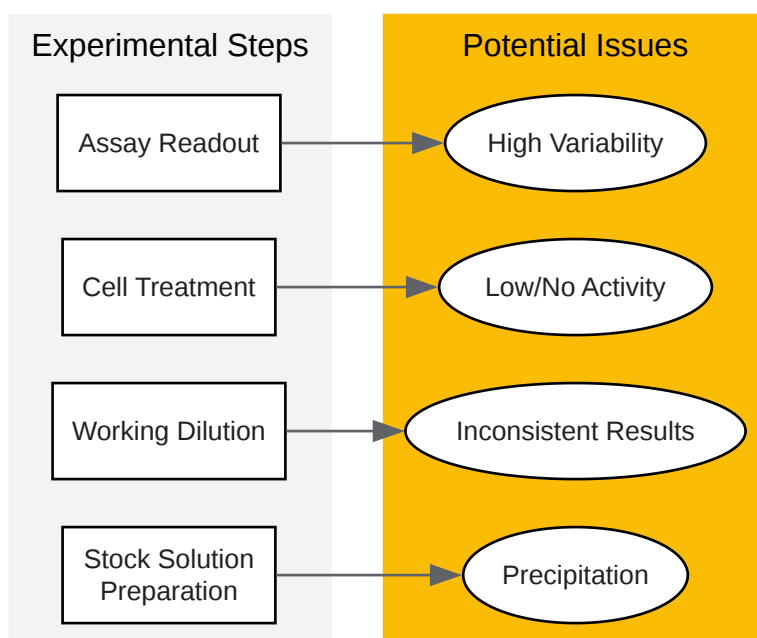 Experimental Steps
Potential Issues
Assay Readout
High Variability
Cell Treatment
Low/No Activity
Working Dilution
Inconsistent Results
Stock Solution
Preparation
Precipitation